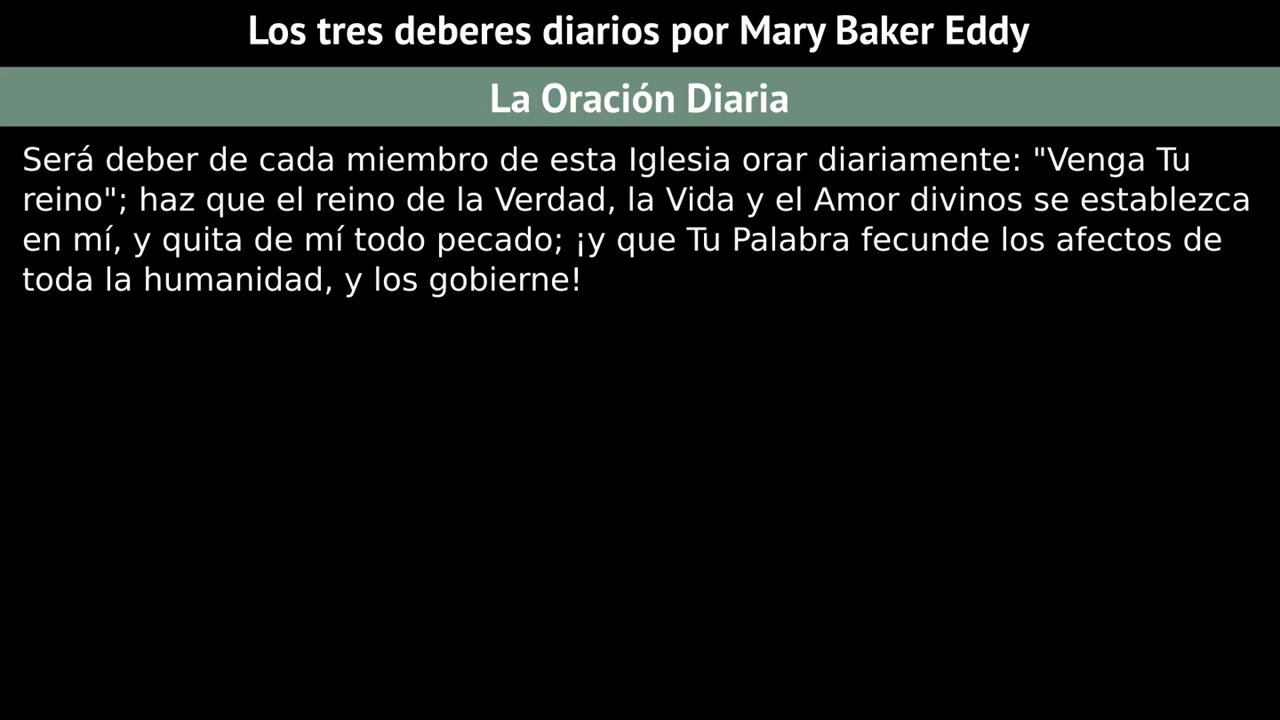 Los tres deberes diarios por Mary Baker Eddy
La Oración Diaria
Será deber de cada miembro de esta Iglesia orar diariamente: "Venga Tu
reino"; haz que el reino de la Verdad, la Vida y el Amor divinos se establezca
en mí, y quita de mí todo pecado; ¡y que Tu Palabra fecunde los afectos de
toda la humanidad, y los gobierne!